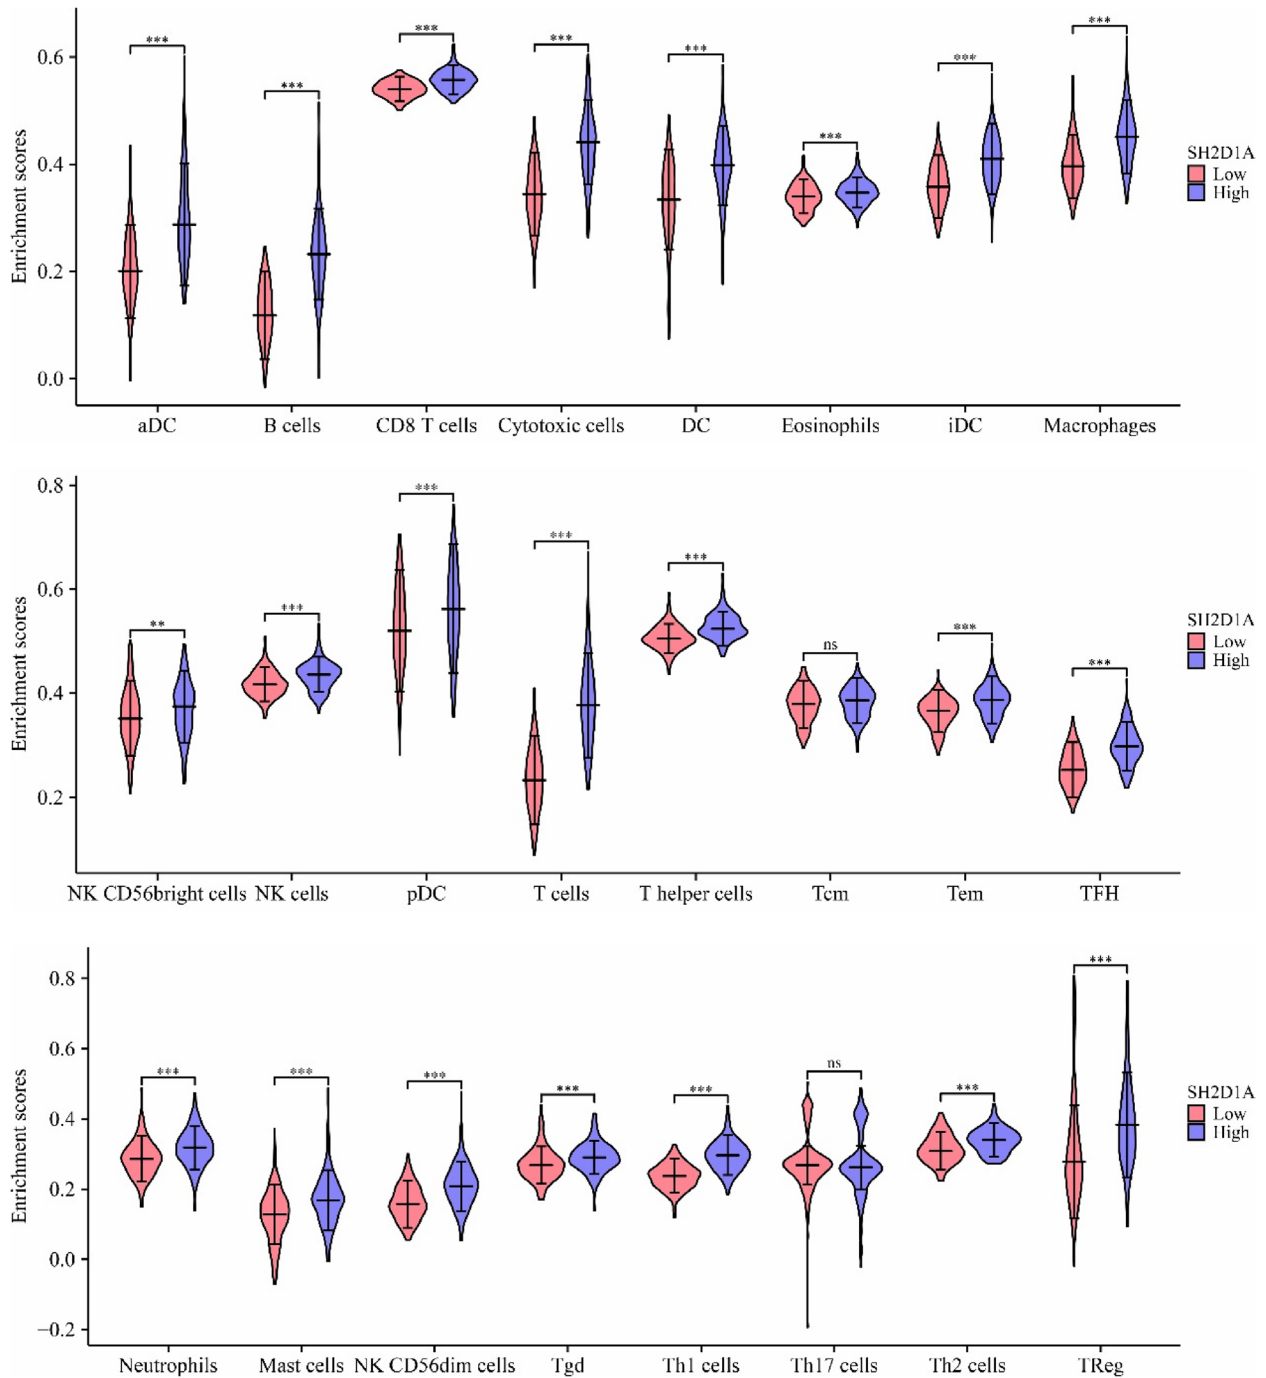 *** *** *** *** *** *** *** ***
0.6
0.4
0.2
0.0
Enrichment scores
SH2D1A
Low
High
aDC B cells CD8 T cells Cytotoxic cells DC Eosinophils iDC Macrophages
** *** *** *** *** ns *** ***
0.8
0.6
0.4
0.2
Enrichment scores
SH2D1A
Low
High
NK CD56bright cells NK cells pDC T cells T helper cells Tcm Tem TFH
*** *** *** *** *** ns *** ***
0.8
0.6
0.4
0.2
0.0
−0.2
Enrichment scores
SH2D1A
Low
High
Neutrophils Mast cells NK CD56dim cells Tgd Th1 cells Th17 cells Th2 cells TReg